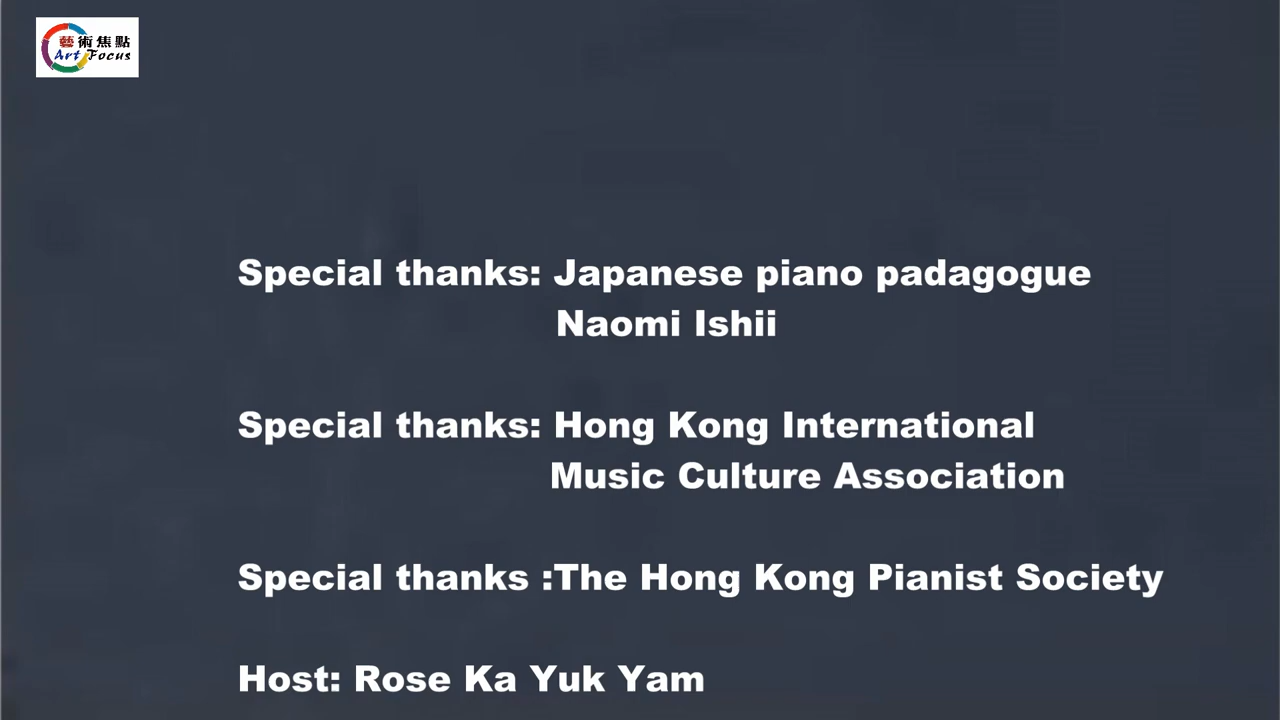 藝術焦點
Art Focus
Special thanks: Japanese piano padagogue
Naomi Ishii
Special thanks: Hong Kong International
Music Culture Association
Special thanks :The Hong Kong Pianist Society
Host: Rose Ka Yuk Yam